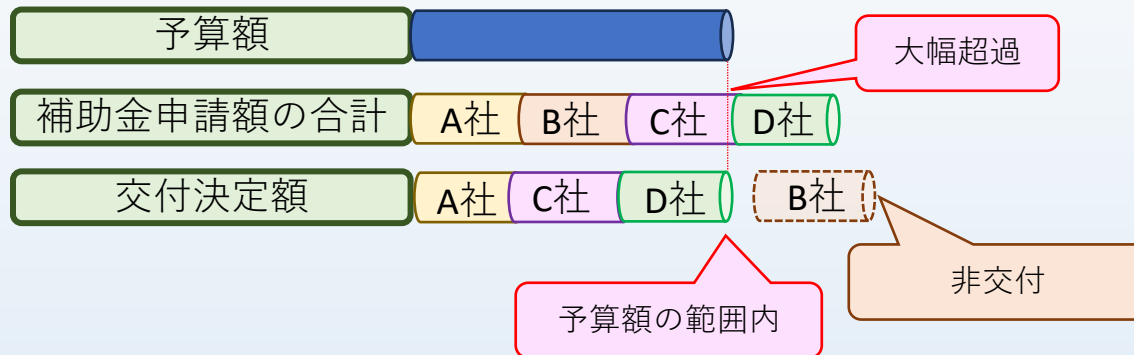 予算額
大幅超過
補助金申請額の合計
A社
B社
C社
D社
交付決定額
A社
C社
D社
B社
非交付
予算額の範囲内